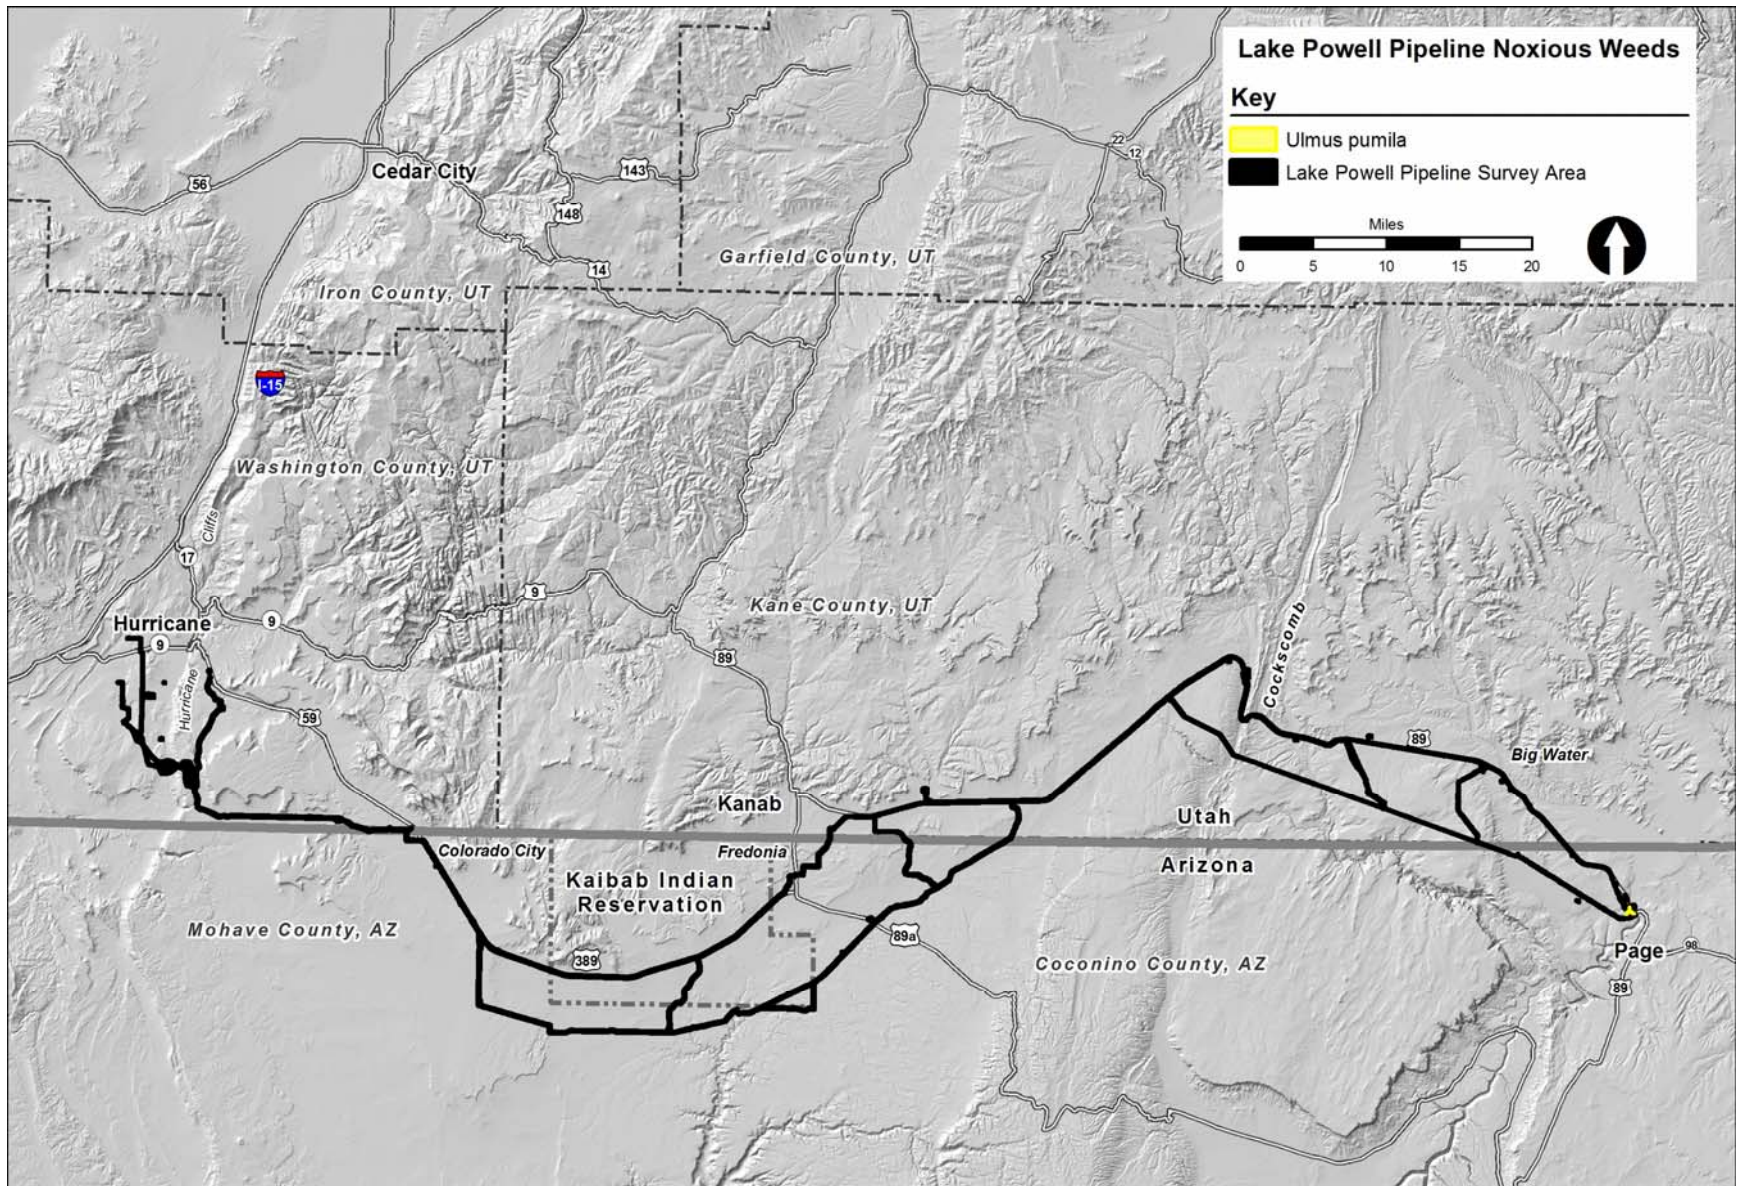 Lake Powell Pipeline Noxious Weeds
Key
Ulmus pumila
Lake Powell Pipeline Survey Area
Miles
0 5 10 15 20
22
12
Cedar City
143
56
148
14
Garfield County, UT
Iron County, UT
I-15
Washington County, UT
Cliffs
17
9
Kane County, UT
Hurricane
9
9
89
Cockscomb
Hurricane
59
89
Big Water
Kanab
Utah
Colorado City
Fredonia
Arizona
Kaibab Indian
Reservation
Mohave County, AZ
89a
389
Coconino County, AZ
Page
98
89